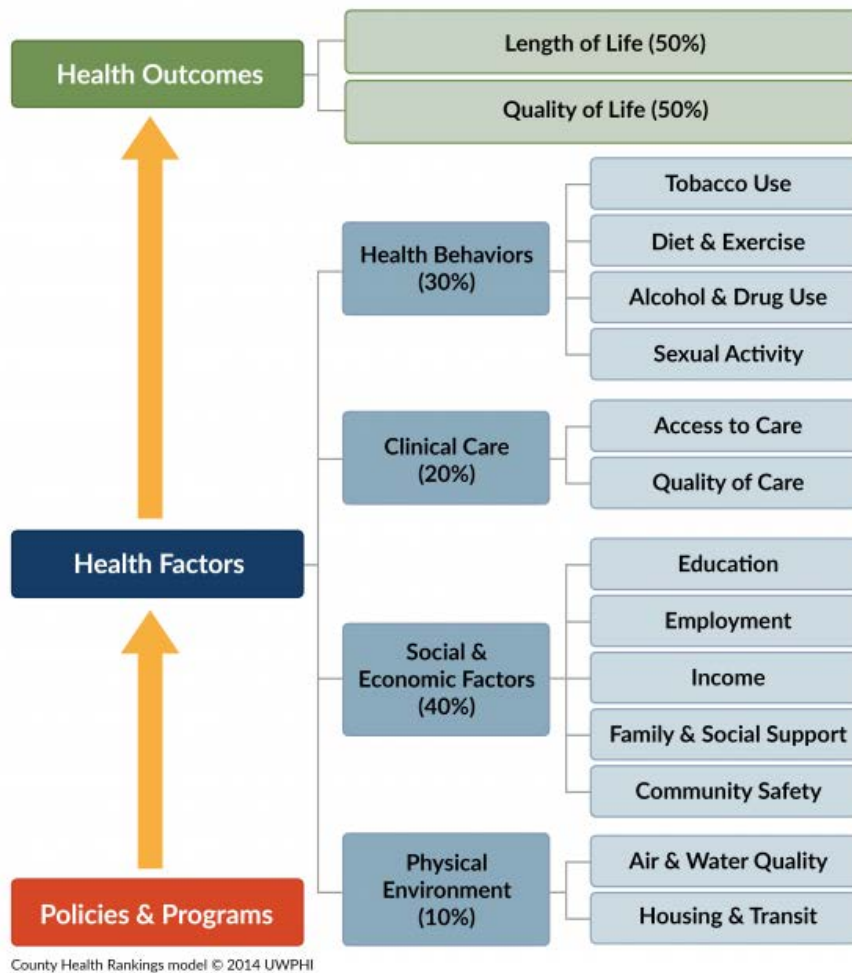 Health Outcomes
Length of Life (50%)
Quality of Life (50%)
Health Factors
Health Behaviors
(30%)
Tobacco Use
Diet & Exercise
Alcohol & Drug Use
Sexual Activity
Clinical Care
(20%)
Access to Care
Quality of Care
Social &
Economic Factors
(40%)
Education
Employment
Income
Family & Social Support
Community Safety
Physical
Environment
(10%)
Air & Water Quality
Housing & Transit
Policies & Programs
County Health Rankings model © 2014 UWPHI